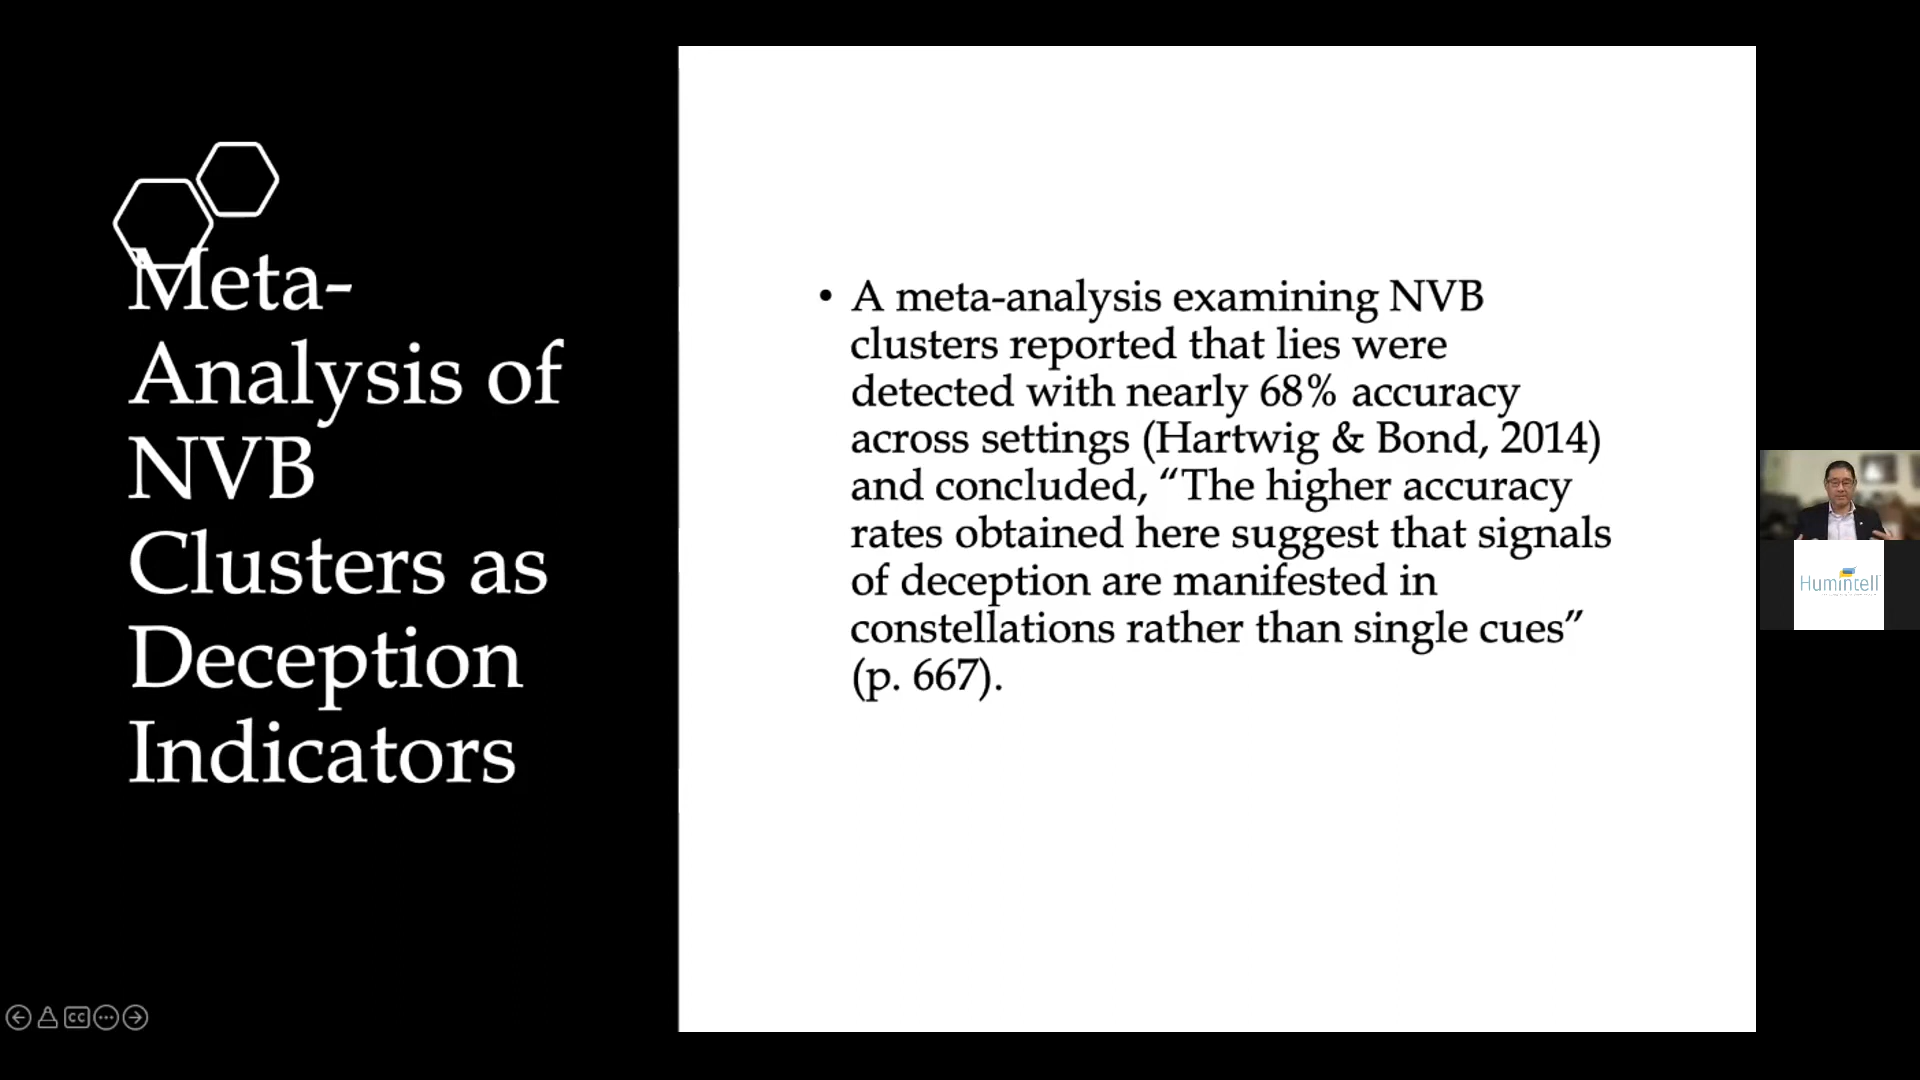 Meta-
Analysis of
NVB
Clusters as
Deception
Indicators
• A meta-analysis examining NVB
clusters reported that lies were
detected with nearly 68% accuracy
across settings (Hartwig & Bond, 2014)
and concluded, “The higher accuracy
rates obtained here suggest that signals
of deception are manifested in
constellations rather than single cues”
(p. 667).
Humintell
CC